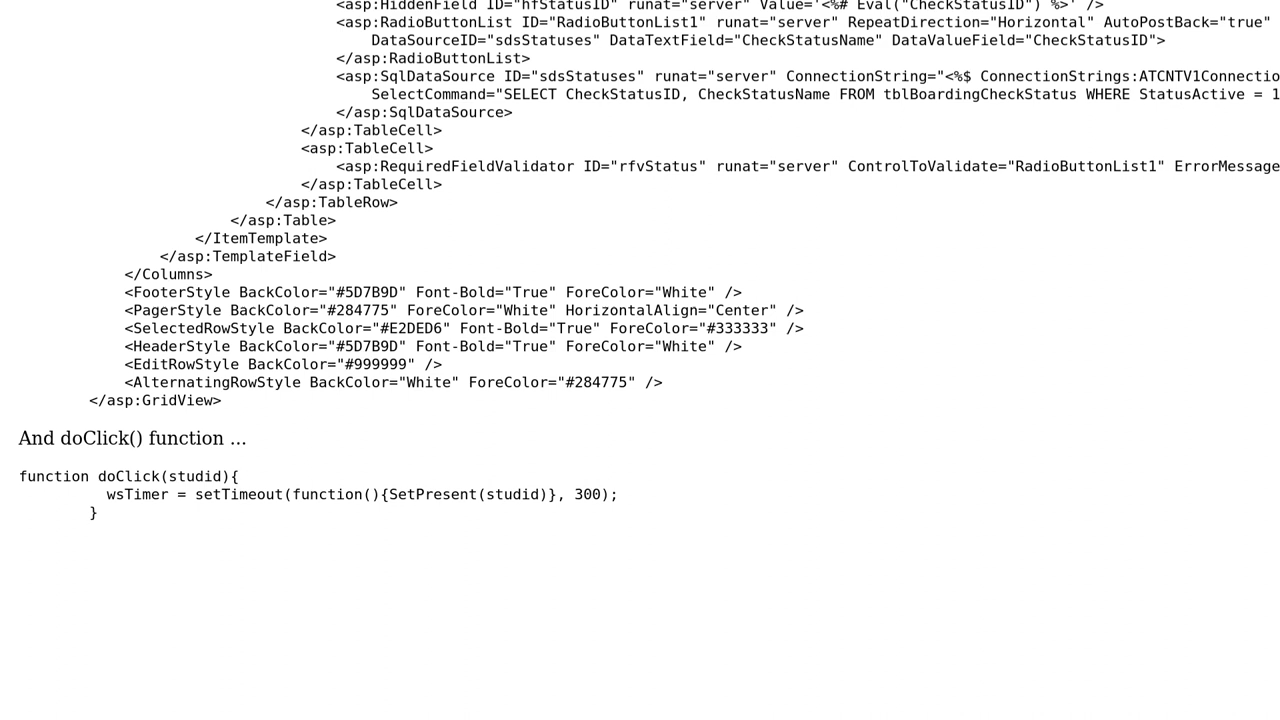 <asp:HiddenField ID="hfStatusID" runat="server" Value='<%# Eval("CheckStatusID") %>' />
<asp:RadioButtonList ID="RadioButtonList1" runat="server" RepeatDirection="Horizontal" AutoPostBack="true"
DataSourceID="sdsStatuses" DataTextField="CheckStatusName" DataValueField="CheckStatusID">
</asp:RadioButtonList>
<asp:SqlDataSource ID="sdsStatuses" runat="server" ConnectionString="<%$ ConnectionStrings:ATCNTV1Connectio
SelectCommand="SELECT CheckStatusID, CheckStatusName FROM tblBoardingCheckStatus WHERE StatusActive = 1
</asp:SqlDataSource>
</asp:TableCell>
<asp:TableCell>
<asp:RequiredFieldValidator ID="rfvStatus" runat="server" ControlToValidate="RadioButtonList1" ErrorMessage
</asp:TableCell>
</asp:TableRow>
</asp:Table>
</ItemTemplate>
</asp:TemplateField>
</Columns>
<FooterStyle BackColor="#5D7B9D" Font-Bold="True" ForeColor="White" />
<PagerStyle BackColor="#284775" ForeColor="White" HorizontalAlign="Center" />
<SelectedRowStyle BackColor="#E2DED6" Font-Bold="True" ForeColor="#333333" />
<HeaderStyle BackColor="#5D7B9D" Font-Bold="True" ForeColor="White" />
<EditRowStyle BackColor="#999999" />
<AlternatingRowStyle BackColor="White" ForeColor="#284775" />
</asp:GridView>
And doClick() function ...
function doClick(studid){
wsTimer = setTimeout(function(){SetPresent(studid)}, 300);
}